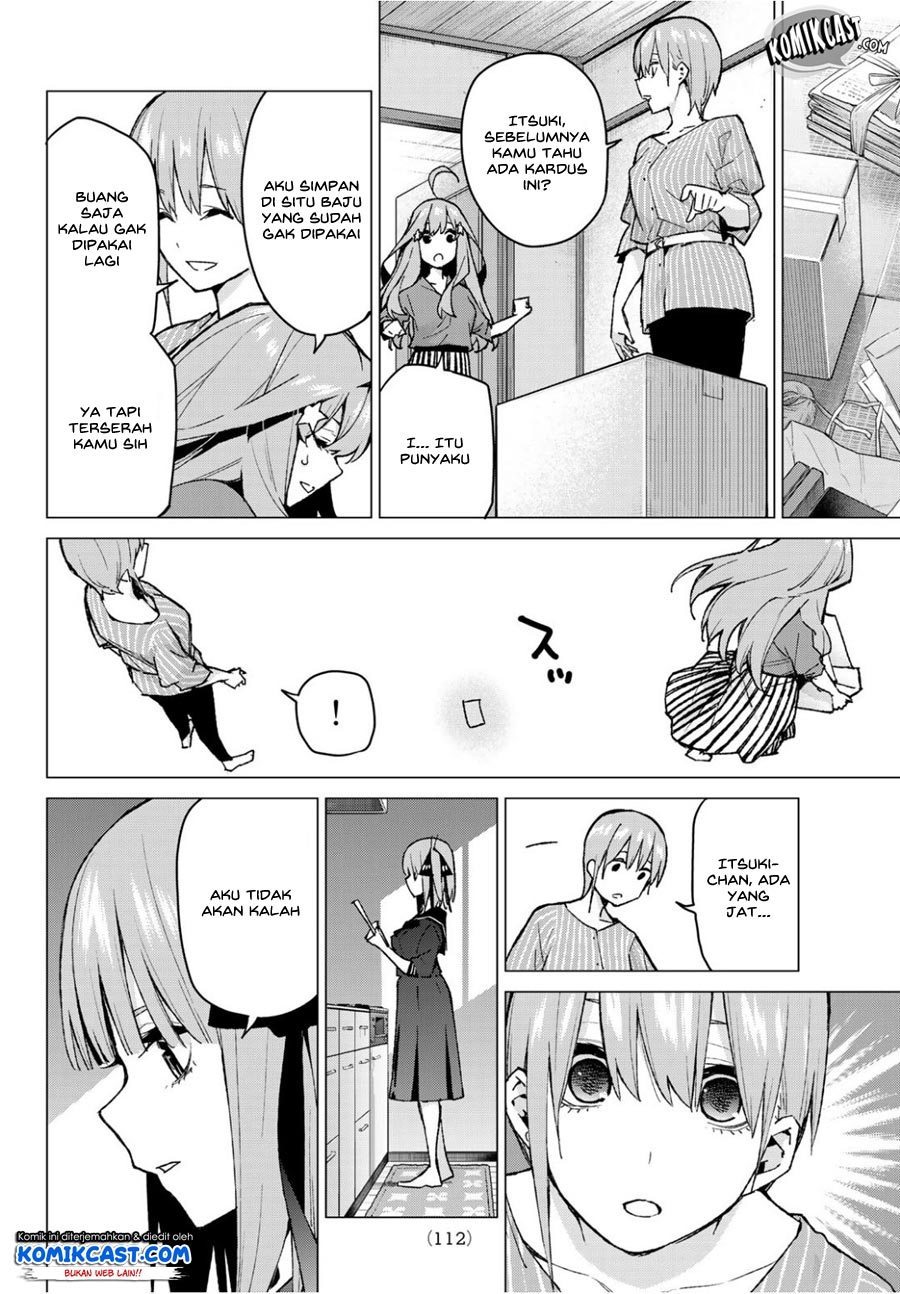 KOMIKCAST
.COM
ITSUKI,
SEBELUMNYA
KAMU TAHU
ADA KARDUS
INI?
I... ITU
PUNYAKU
AKU SIMPAN
DI SITU BAJU
YANG SUDAH
GAK DIPAKAI
BUANG
SAJA
KALAU GAK
DIPAKAI
LAGI
YA TAPI
TERSERAH
KAMU SIH
スッ
!
ITSUKI-
CHAN, ADA
YANG
JAT...
AKU TIDAK
AKAN KALAH
(112)
Komik ini diterjemahkan & diedit oleh
KOMIKCAST.COM
BUKAN WEB LAIN!!